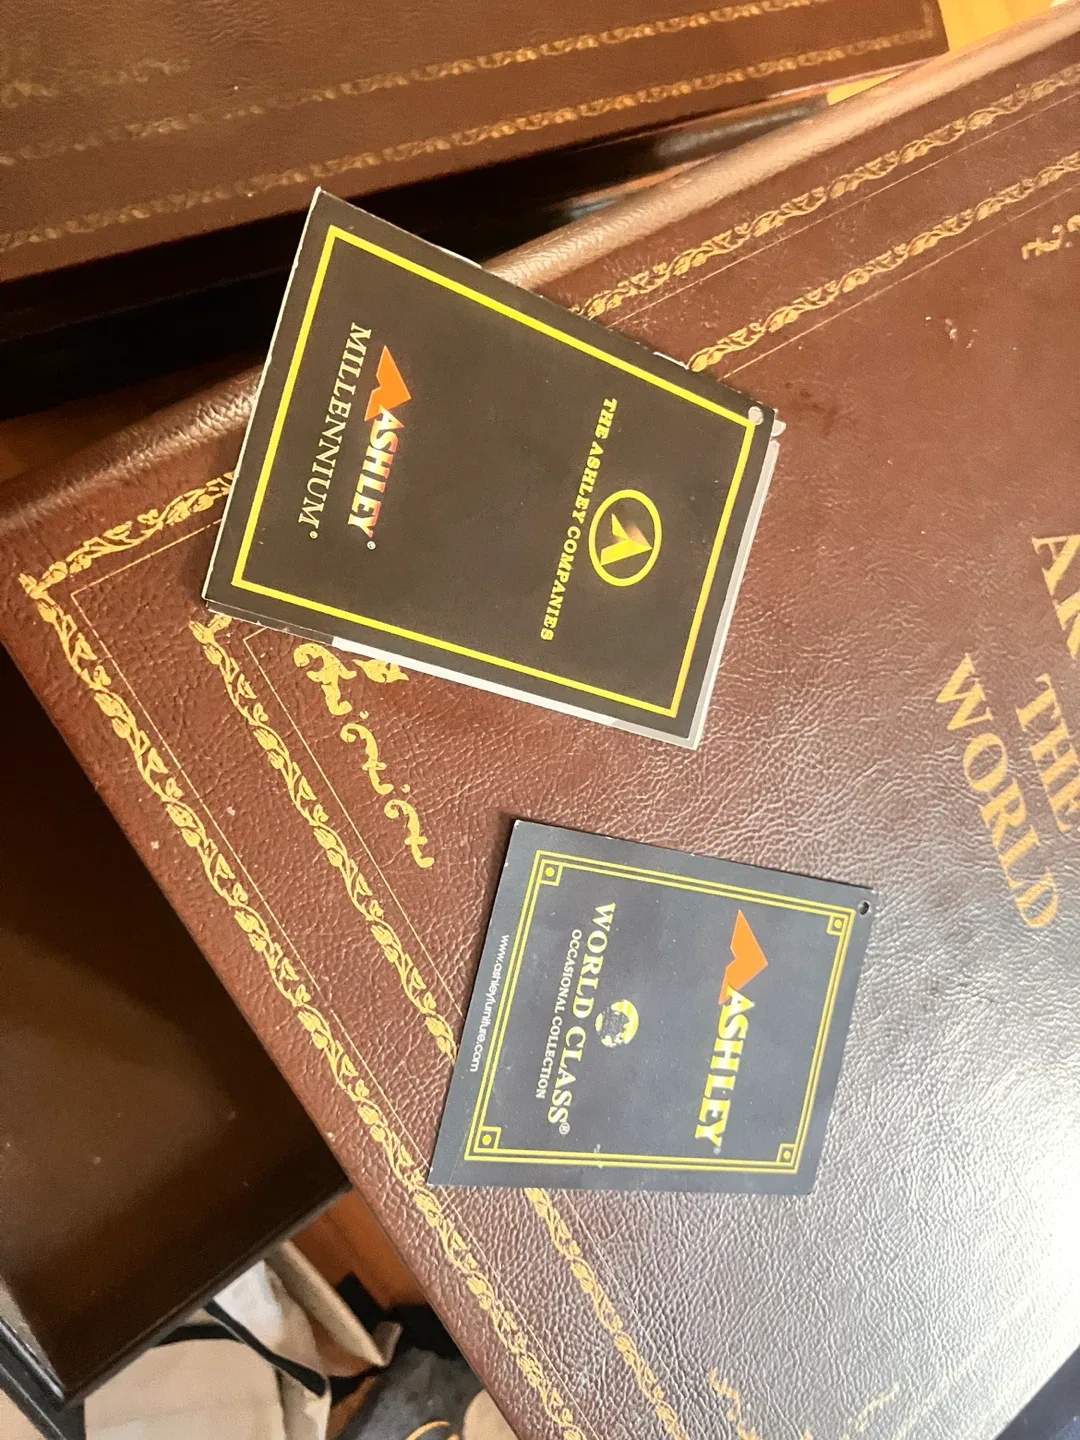 THE ASHLEY COMPANIES
ASHLEY®
MILLENNIUM®
ASHLEY®
WORLD CLASS®
OCCASIONAL COLLECTION
www.ashleyfurniture.com
THE
WORLD